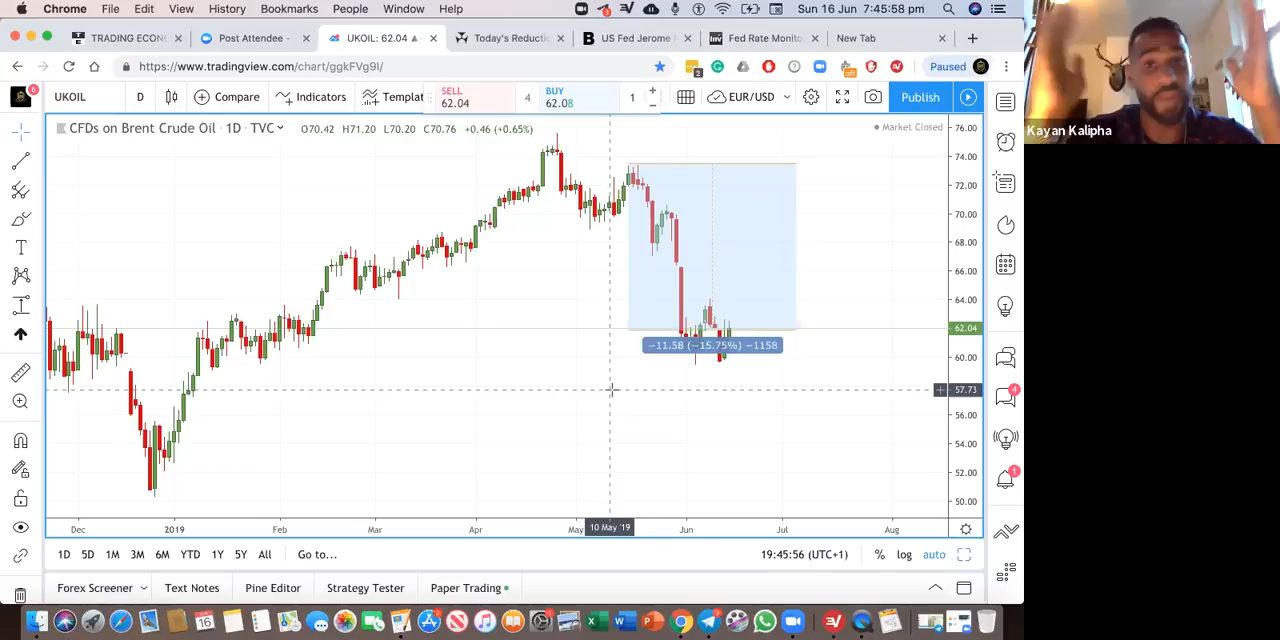 Chrome File Edit View History Bookmarks People Window Help Sun 16 Jun 7:45:58 pm
TRADING ECON Post Attendee - UKOIL: 62.04 ▲ Today's Reducti US Fed Jerome Fed Rate Monito New Tab
https://www.tradingview.com/chart/ggkFVg9I/ Paused
Kayan Kalipha
UKOIL D Compare Indicators Templat SELL 62.04 4 BUY 62.08 1 EUR/USD Publish
CFDs on Brent Crude Oil · 1D · TVC O70.42 H71.20 L70.20 C70.76 +0.46 (+0.65%) Market Closed
76.00
74.00
72.00
70.00
68.00
66.00
64.00
62.04
−11.58 (−15.75%) −1158
60.00
57.73
56.00
54.00
52.00
50.00
Dec 2019 Feb Mar Apr May 10 May '19 Jun Jul Aug
1D 5D 1M 3M 6M YTD 1Y 5Y All Go to... 19:45:56 (UTC+1) % log auto
Forex Screener Text Notes Pine Editor Strategy Tester Paper Trading